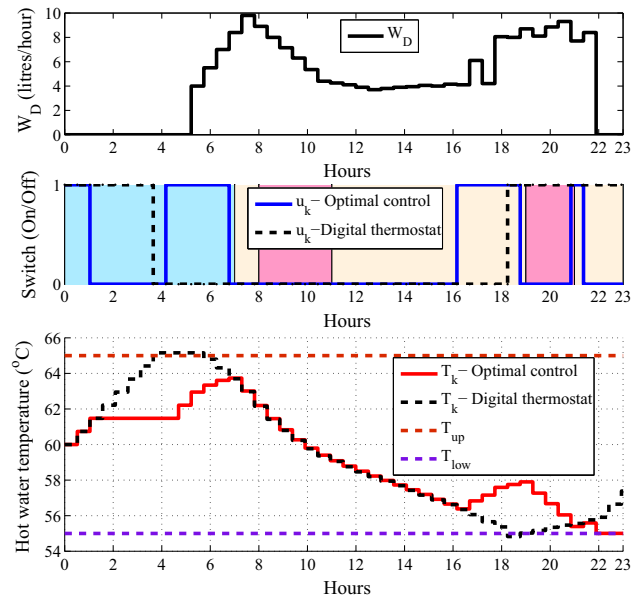 W_D (litres/hour)
10
8
6
4
2
0
W_D
0 2 4 6 8 10 12 14 16 18 20 22 23
Hours
Switch (On/Off)
1
0
u_k− Optimal control
u_k−Digital thermostat
0 2 4 6 8 10 12 14 16 18 20 22 23
Hours
Hot water temperature (°C)
66
64
62
60
58
56
54
T_k− Optimal control
T_k− Digital thermostat
T_up
T_low
0 2 4 6 8 10 12 14 16 18 20 22 23
Hours